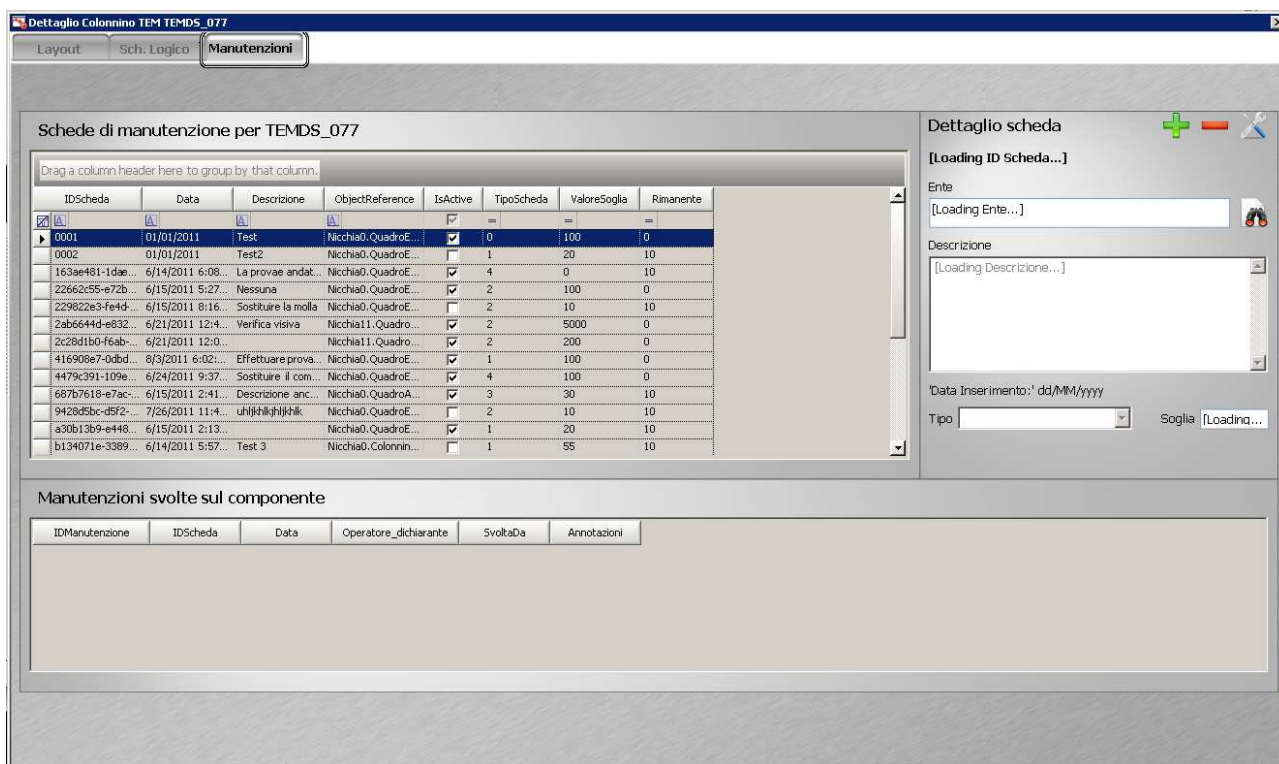 Dettaglio Colonnino TEM TEMDS_077
Layout Sch. Logico Manutenzioni
Schede di manutenzione per TEMDS_077
Drag a column header here to group by that column.
IDScheda Data Descrizione ObjectReference IsActive TipoScheda ValoreSoglia Rimanente
A A A A = = =
0001 01/01/2011 Test Nicchia0.QuadroE... 0 100 0
0002 01/01/2011 Test2 Nicchia0.QuadroE... 1 20 10
163ae481-1dae... 6/14/2011 6:08... La provae andat... Nicchia0.QuadroE... 4 0 10
22662c55-e72b... 6/15/2011 5:27... Nessuna Nicchia0.QuadroE... 2 100 0
229822e3-fe4d-... 6/15/2011 8:16... Sostituire la molla Nicchia0.QuadroE... 2 10 10
2ab6644d-e832... 6/21/2011 12:4... Verifica visiva Nicchia11.Quadro... 2 5000 0
2c28d1b0-f6ab-... 6/21/2011 12:0... Nicchia11.Quadro... 2 200 0
416908e7-0dbd... 8/3/2011 6:02:... Effettuare prova... Nicchia0.QuadroE... 1 100 0
4479c391-109e... 6/24/2011 9:37... Sostituire il com... Nicchia0.QuadroE... 4 100 0
687b7618-e7ac-... 6/15/2011 2:41... Descrizione anc... Nicchia0.QuadroA... 3 30 10
9428d5bc-d5f2-... 7/26/2011 11:4... Nicchia0.QuadroE... 2 10 10
a30b13b9-e448... 6/15/2011 2:13... Nicchia0.QuadroE... 1 20 10
b134071e-3389... 6/14/2011 5:57... Test 3 Nicchia0.Colonnin... 1 55 10
Dettaglio scheda
[Loading ID Scheda...]
Ente
[Loading Ente...]
Descrizione
[Loading Descrizione...]
'Data Inserimento:' dd/MM/yyyy
Tipo Soglia [Loading...
Manutenzioni svolte sul componente
IDManutenzione IDScheda Data Operatore_dichiarante SvoltaDa Annotazioni